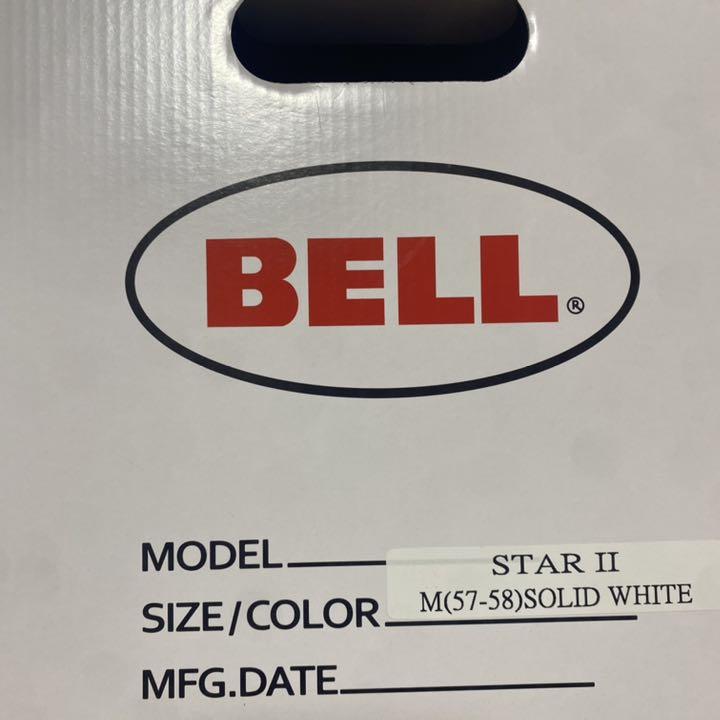 BELL®
MODEL STAR II
SIZE/COLOR M(57-58)SOLID WHITE
MFG.DATE